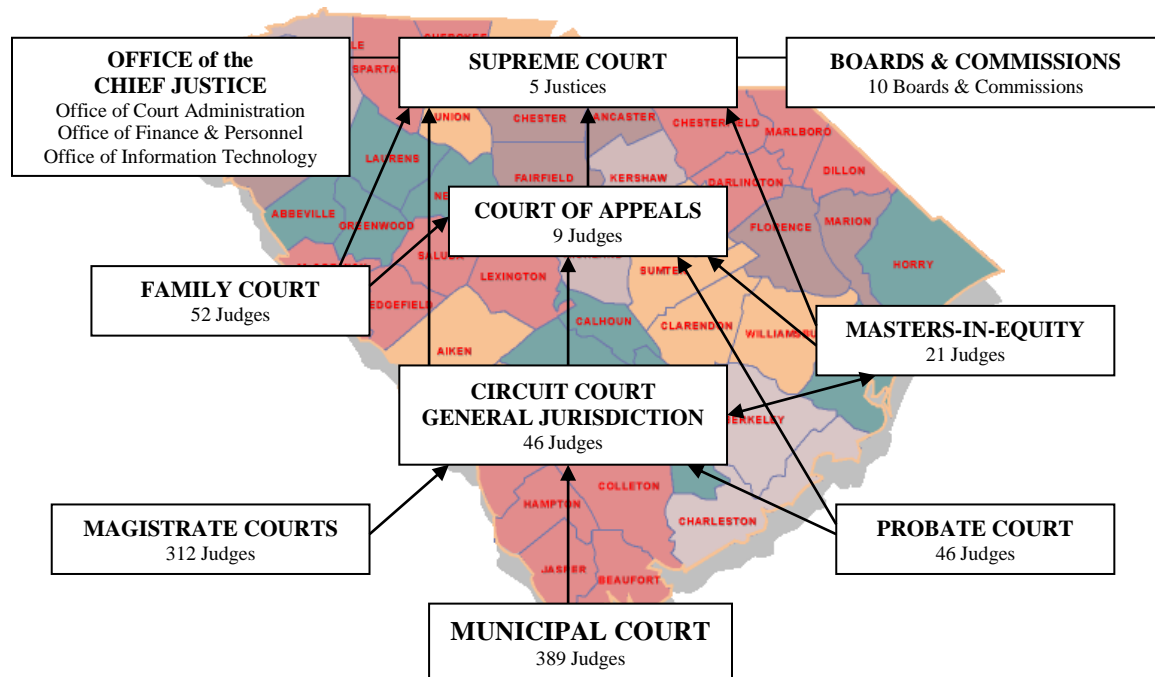 OFFICE of the
CHIEF JUSTICE
Office of Court Administration
Office of Finance & Personnel
Office of Information Technology
SUPREME COURT
5 Justices
BOARDS & COMMISSIONS
10 Boards & Commissions
UNION
CHESTER
CHESTERFIELD
MARLBORO
LAURENS
FAIRFIELD
KERSHAW
DARLINGTON
DILLON
COURT OF APPEALS
9 Judges
ABBEVILLE
GREENWOOD
FLORENCE
MARION
HORRY
LEXINGTON
FAMILY COURT
52 Judges
CALHOUN
CLARENDON
AIKEN
MASTERS-IN-EQUITY
21 Judges
CIRCUIT COURT
GENERAL JURISDICTION
46 Judges
COLLETON
HAMPTON
CHARLESTON
MAGISTRATE COURTS
312 Judges
PROBATE COURT
46 Judges
JASPER
BEAUFORT
MUNICIPAL COURT
389 Judges